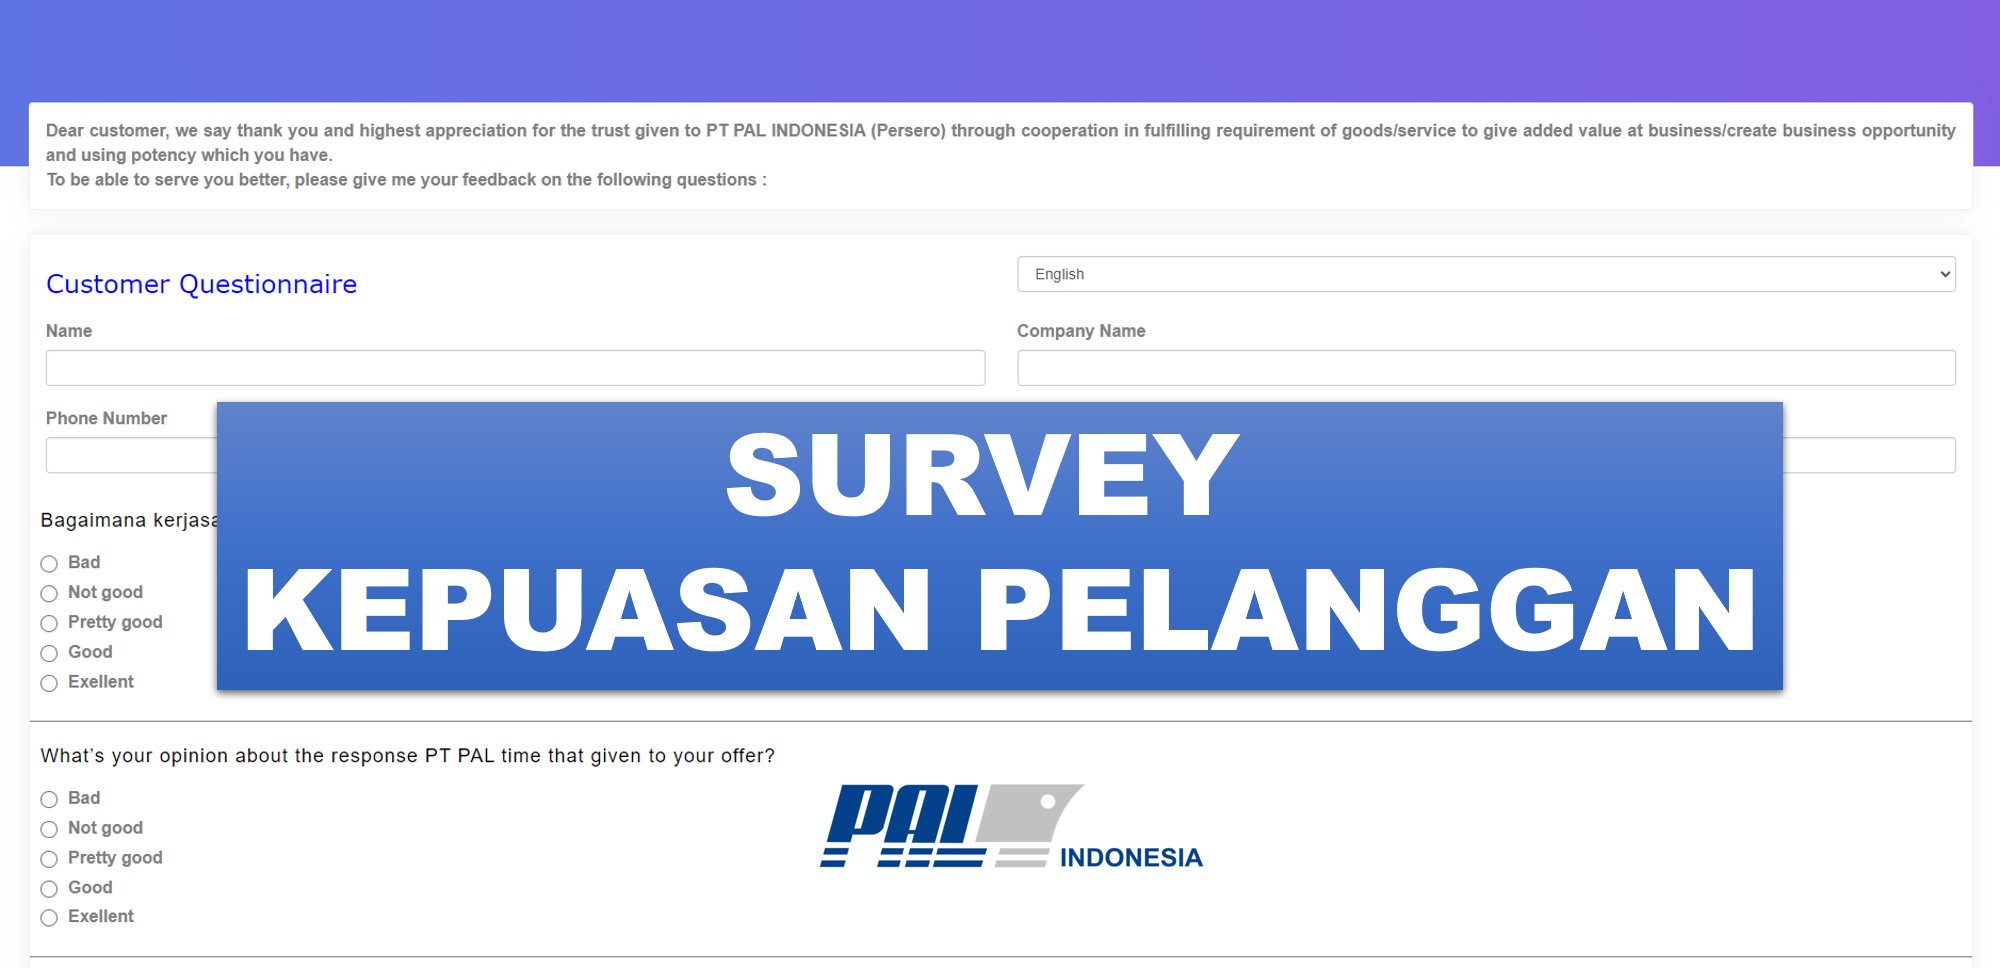 Dear customer, we say thank you and highest appreciation for the trust given to PT PAL INDONESIA (Persero) through cooperation in fulfilling requirement of goods/service to give added value at business/create business opportunity
and using potency which you have.
To be able to serve you better, please give me your feedback on the following questions :
Customer Questionnaire
English
Name
Company Name
Phone Number
SURVEY
KEPUASAN PELANGGAN
Bagaimana
Bad
Not good
Pretty good
Good
Exellent
What's your opinion about the response PT PAL time that given to your offer?
Bad
Not good
Pretty good
Good
Exellent
PAL
INDONESIA